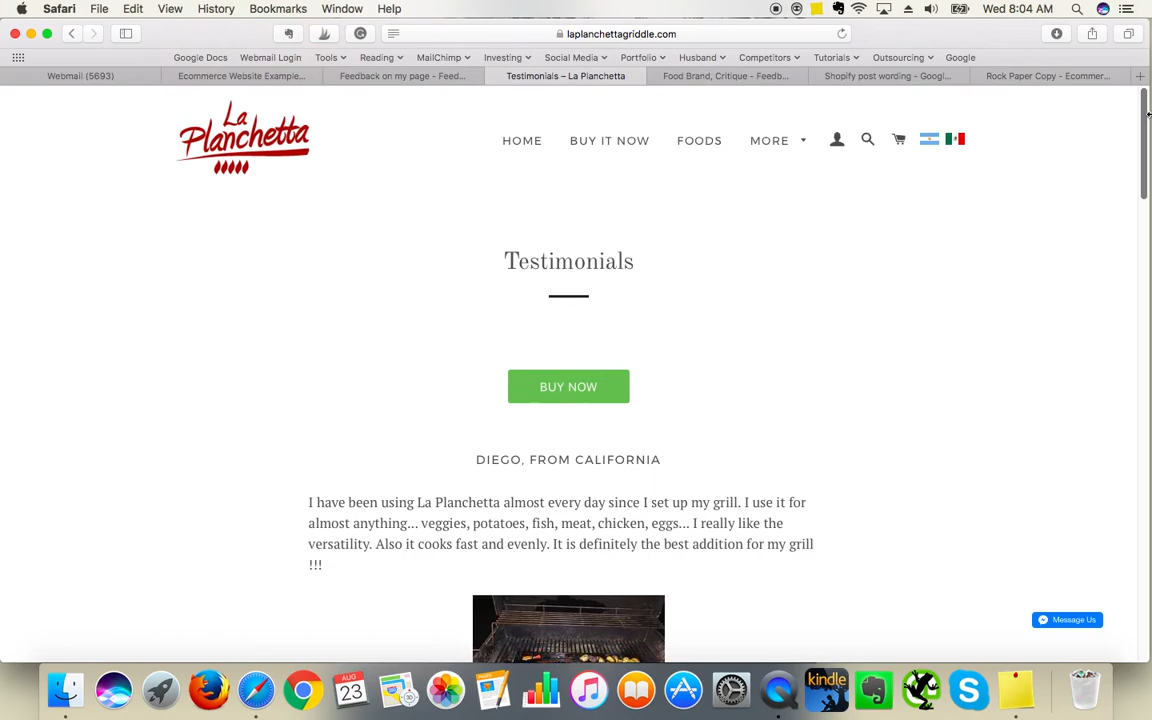 Safari File Edit View History Bookmarks Window Help Wed 8:04 AM
laplanchettagriddle.com
Google Docs Webmail Login Tools Reading MailChimp Investing Social Media Portfolio Husband Competitors Tutorials Outsourcing Google
Webmail (5693) Ecommerce Website Example... Feedback on my page - Feed... Testimonials – La Planchetta Food Brand, Critique - Feedb... Shopify post wording - Googl... Rock Paper Copy - Ecommer...
La
Planchetta
HOME BUY IT NOW FOODS MORE
Testimonials
BUY NOW
DIEGO, FROM CALIFORNIA
I have been using La Planchetta almost every day since I set up my grill. I use it for
almost anything... veggies, potatoes, fish, meat, chicken, eggs... I really like the
versatility. Also it cooks fast and evenly. It is definitely the best addition for my grill
!!!
Message Us
AUG
23
kindle